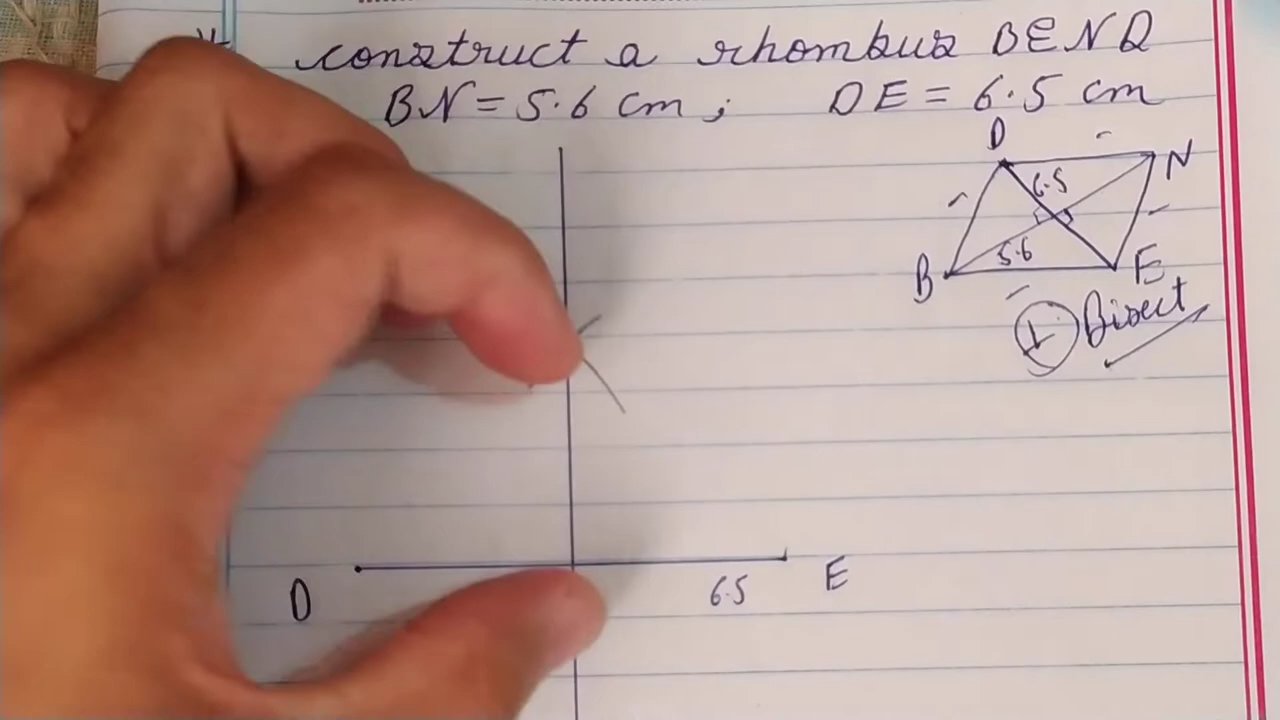 construct a rhombus BEND
BN = 5.6 cm ; DE = 6.5 cm
D
N
6.5
5.6
B
E
⊥ Bisect
D
6.5
E